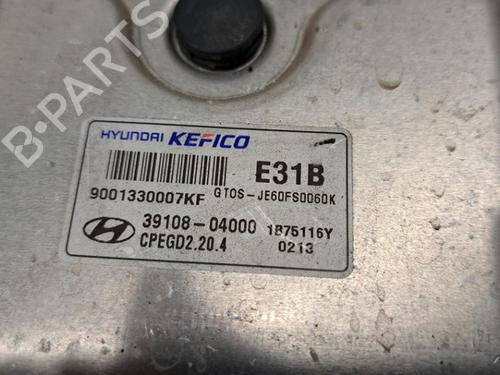 B-PARTS
HYUNDAI KEFICO
E31B
9001330007KF
GTOS-JE60FS0060K
39108-04000
1B75116Y
CPEGD2.20.4
0213